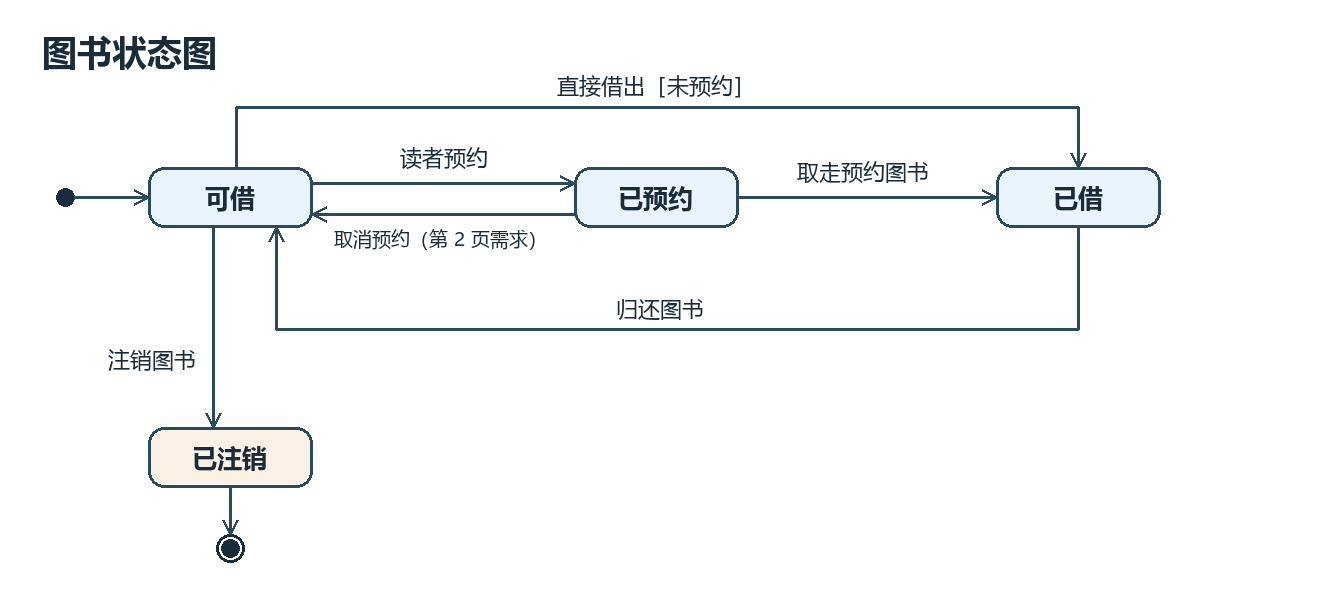 图书状态图
直接借出 [未预约]
读者预约
取走预约图书
可借
已预约
已借
取消预约(第 2 页需求)
归还图书
注销图书
已注销